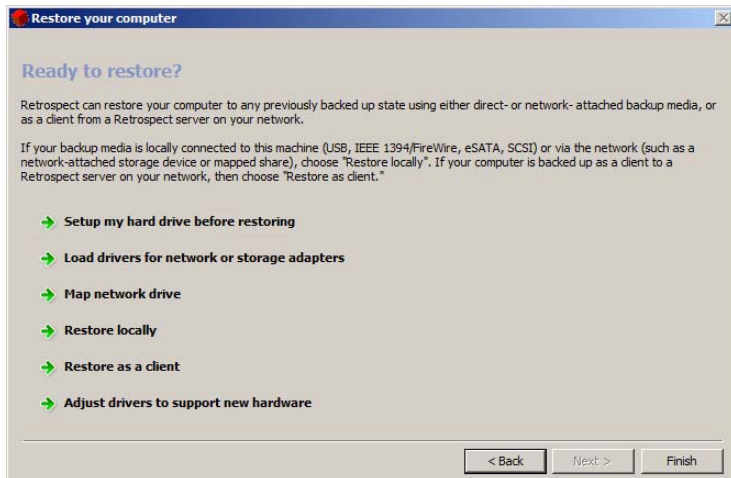 Restore your computer
Ready to restore?
Retrospect can restore your computer to any previously backed up state using either direct- or network- attached backup media, or
as a client from a Retrospect server on your network.
If your backup media is locally connected to this machine (USB, IEEE 1394/FireWire, eSATA, SCSI) or via the network (such as a
network-attached storage device or mapped share), choose "Restore locally". If your computer is backed up as a client to a
Retrospect server on your network, then choose "Restore as client."
Setup my hard drive before restoring
Load drivers for network or storage adapters
Map network drive
Restore locally
Restore as a client
Adjust drivers to support new hardware
< Back Next > Finish